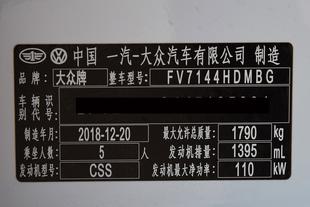 中国 一汽-大众汽车有限公司 制造
品牌: 大众牌 整车型号: FV7144HDMBG
车辆识别代号:
制造年月 2018-12-20 最大允许总质量: 1790 kg
乘坐人数 5 人 发动机排量: 1395 mL
发动机型号 CSS 发动机最大净功率: 110 kW